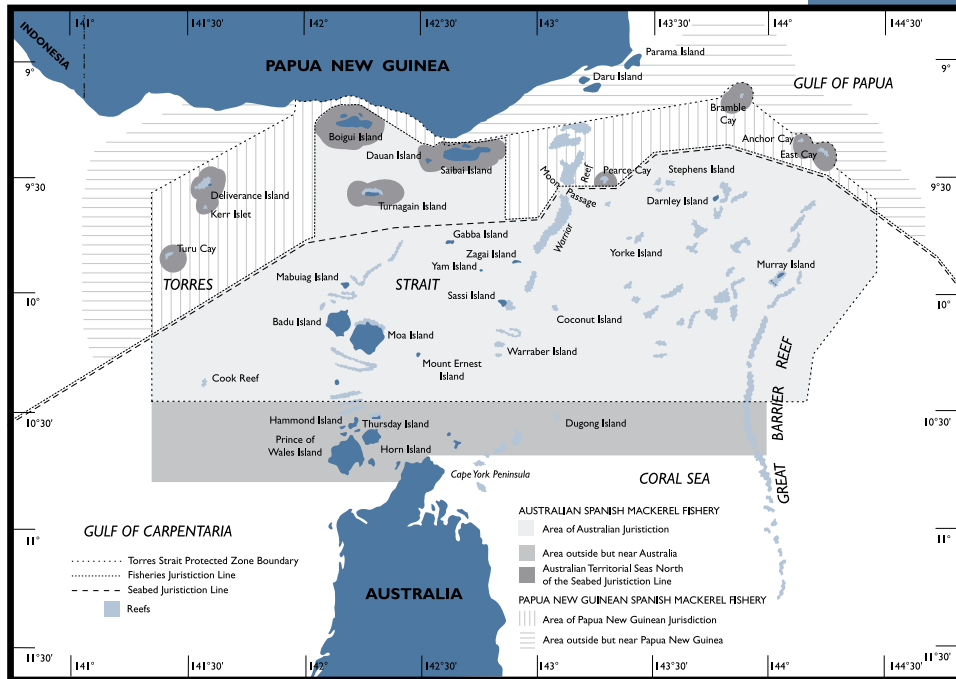 141°
141°30'
142°
142°30'
143°
143°30'
144°
144°30'
INDONESIA
PAPUA NEW GUINEA
Parama Island
Daru Island
GULF OF PAPUA
9°
9°
Bramble
Cay
Boigui Island
Anchor Cay
East Cay
Dauan Island
Saibai Island
Moon
Passage
Warrior
Reef
Pearce Cay
Stephens Island
9°30
9°30
Deliverance Island
Kerr Islet
Turnagain Island
Darnley Island
Gabba Island
Zagai Island
Yam Island
Yorke Island
Turu Cay
Murray Island
TORRES
STRAIT
Mabuiag Island
10°
10°
Sassi Island
Badu Island
Moa Island
Coconut Island
Warraber Island
Mount Ernest
Island
Cook Reef
GREAT
BARRIER
REEF
10°30
10°30
Hammond Island
Thursday Island
Dugong Island
Prince of
Wales Island
Horn Island
Cape York Peninsula
CORAL SEA
GULF OF CARPENTARIA
Torres Strait Protected Zone Boundary
Fisheries Juristiction Line
Seabed Juristiction Line
Reefs
AUSTRALIA
AUSTRALIAN SPANISH MACKEREL FISHERY
Area of Australian Juristiction
Area outside but near Australia
Australian Territorial Seas North
of the Seabed Juristiction Line
PAPUA NEW GUINEAN SPANISH MACKEREL FISHERY
Area of Papua New Guinean Jurisdiction
Area outside but near Papua New Guinea
11°
11°
11°30
11°30
141°
141°30'
142°
142°30'
143°
143°30'
144°
144°30'